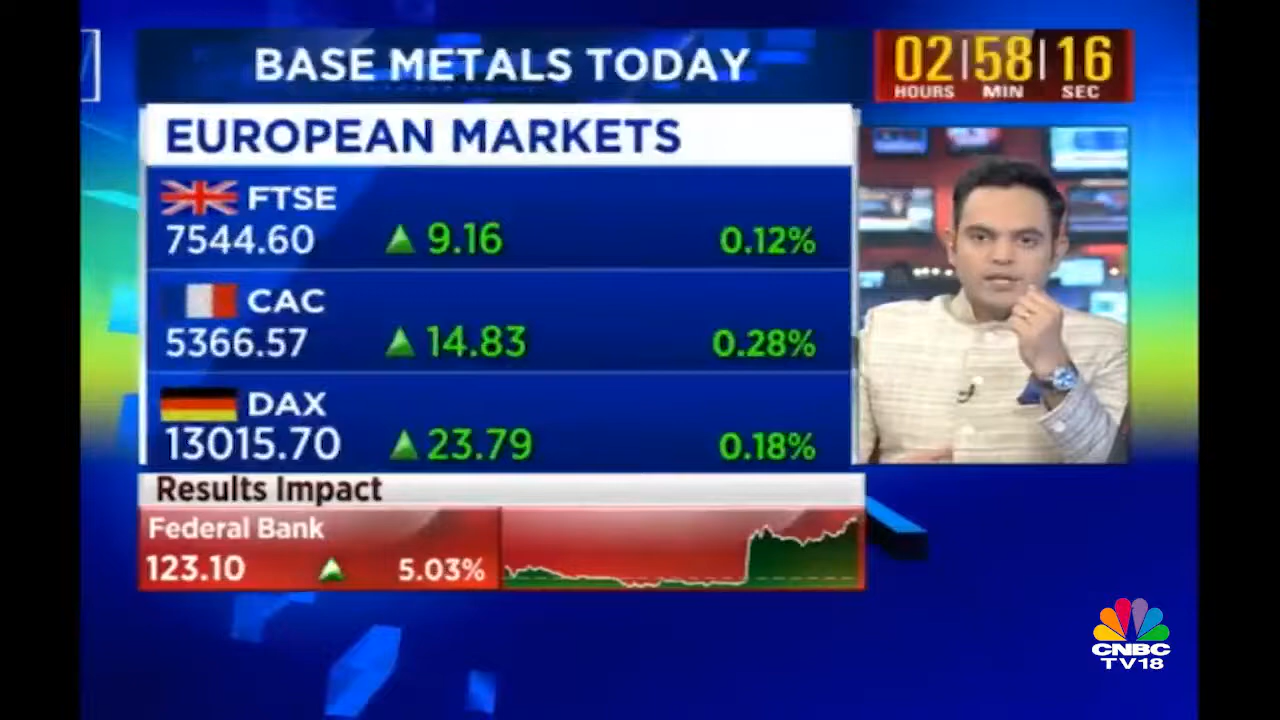 BASE METALS TODAY
02|58|16
HOURS MIN SEC
EUROPEAN MARKETS
FTSE
7544.60 ▲ 9.16 0.12%
CAC
5366.57 ▲ 14.83 0.28%
DAX
13015.70 ▲ 23.79 0.18%
Results Impact
Federal Bank
123.10 ▲ 5.03%
CNBC
TV18